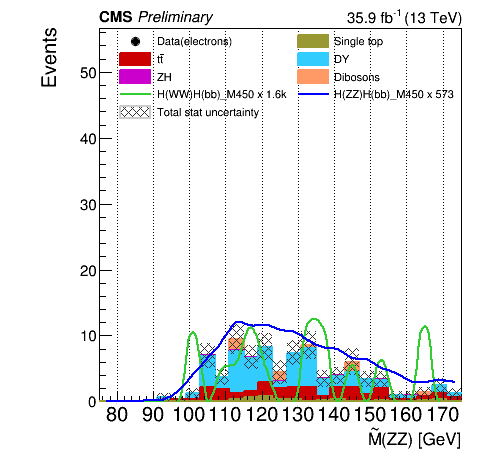 CMS Preliminary 35.9 fb⁻¹ (13 TeV)
Events
Data(electrons) Single top
tt̄ DY
ZH Dibosons
H(WW)H(bb)_M450 x 1.6k H(ZZ)H(bb)_M450 x 573
Total stat uncertainty
50
40
30
20
10
0
80 90 100 110 120 130 140 150 160 170
M̃(ZZ) [GeV]